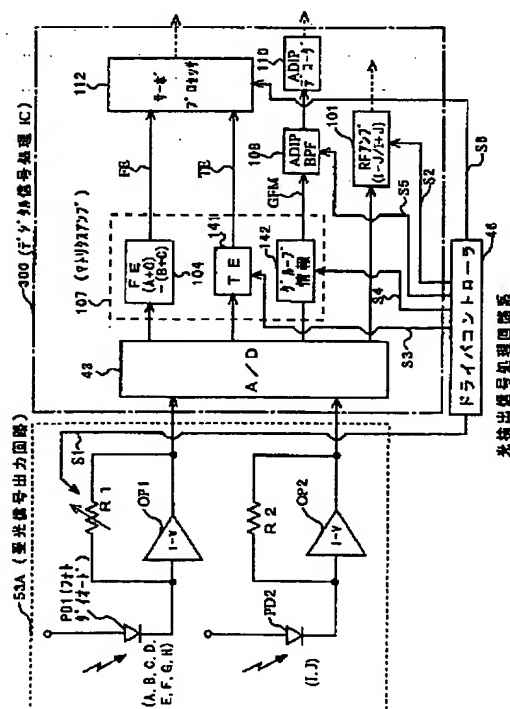 300 (デジタル信号処理 IC)
112
サーボ
プロセッサ
110
ADIP
デコーダ
FE
TE
107 (マトリクスアンプ)
141
108
ADIP
BPF
GFM
101
RFアンプ
(I-J/I+J)
FE
(A+D)
-(B+C)
104
TE
142
グルーブ
情報
S8
S2
S5
S4
S3
43
A/D
46
ドライバコントローラ
53A (受光信号出力回路)
S1
R1
OP1
I-V
PD1 (フォト
ダイオード)
(A, B, C, D,
E, F, G, H)
R2
OP2
I-V
PD2
(I, J)
光検出信号処理回路系